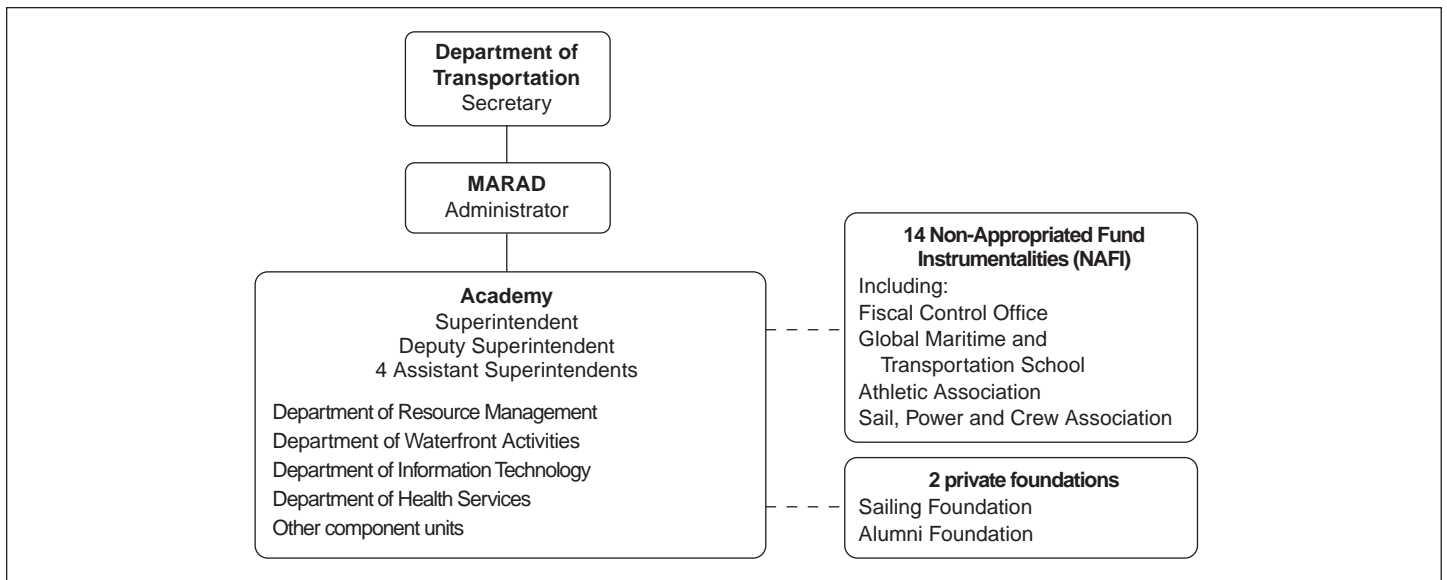 Department of
Transportation
Secretary
MARAD
Administrator
Academy
Superintendent
Deputy Superintendent
4 Assistant Superintendents
Department of Resource Management
Department of Waterfront Activities
Department of Information Technology
Department of Health Services
Other component units
14 Non-Appropriated Fund
Instrumentalities (NAFI)
Including:
Fiscal Control Office
Global Maritime and
Transportation School
Athletic Association
Sail, Power and Crew Association
2 private foundations
Sailing Foundation
Alumni Foundation